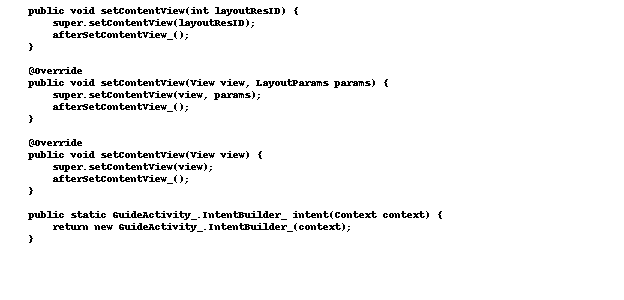 public void setContentView(int layoutResID) {
super.setContentView(layoutResID);
afterSetContentView_();
}
@Override
public void setContentView(View view, LayoutParams params) {
super.setContentView(view, params);
afterSetContentView_();
}
@Override
public void setContentView(View view) {
super.setContentView(view);
afterSetContentView_();
}
public static GuideActivity_.IntentBuilder_ intent(Context context) {
return new GuideActivity_.IntentBuilder_(context);
}